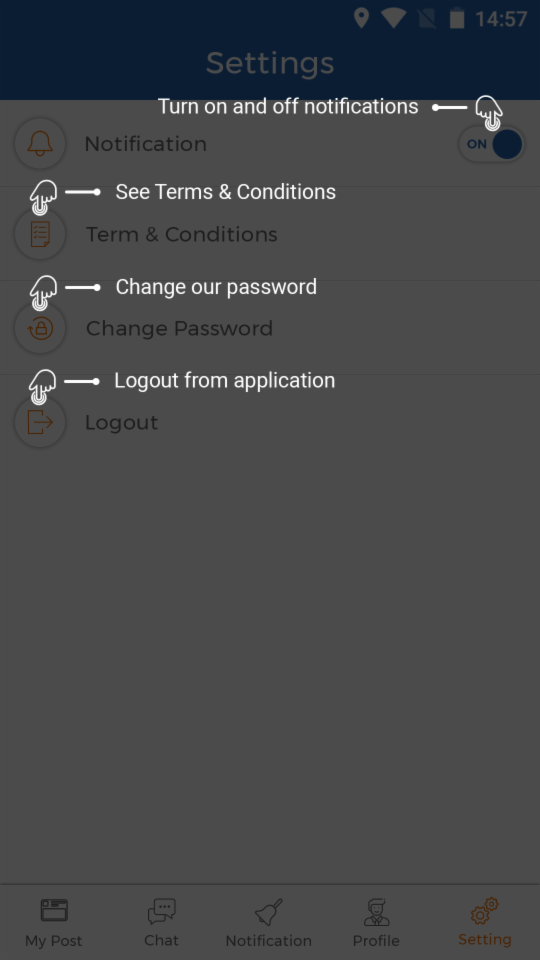 14:57
Settings
Turn on and off notifications
Notification
ON
See Terms & Conditions
Term & Conditions
Change our password
Change Password
Logout from application
Logout
My Post
Chat
Notification
Profile
Setting